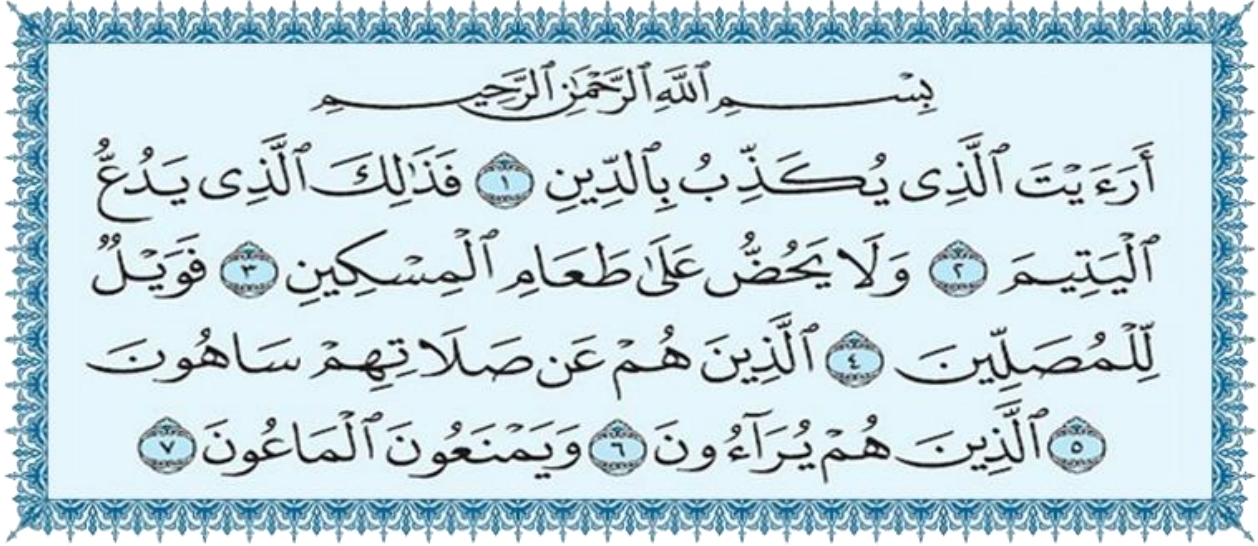 بِسْمِ ٱللَّهِ ٱلرَّحْمَٰنِ ٱلرَّحِيمِ
أَرَءَيْتَ ٱلَّذِى يُكَذِّبُ بِٱلدِّينِ ١ فَذَٰلِكَ ٱلَّذِى يَدُعُّ
ٱلْيَتِيمَ ٢ وَلَا يَحُضُّ عَلَىٰ طَعَامِ ٱلْمِسْكِينِ ٣ فَوَيْلٌ
لِّلْمُصَلِّينَ ٤ ٱلَّذِينَ هُمْ عَن صَلَاتِهِمْ سَاهُونَ
٥ ٱلَّذِينَ هُمْ يُرَآءُونَ ٦ وَيَمْنَعُونَ ٱلْمَاعُونَ ٧